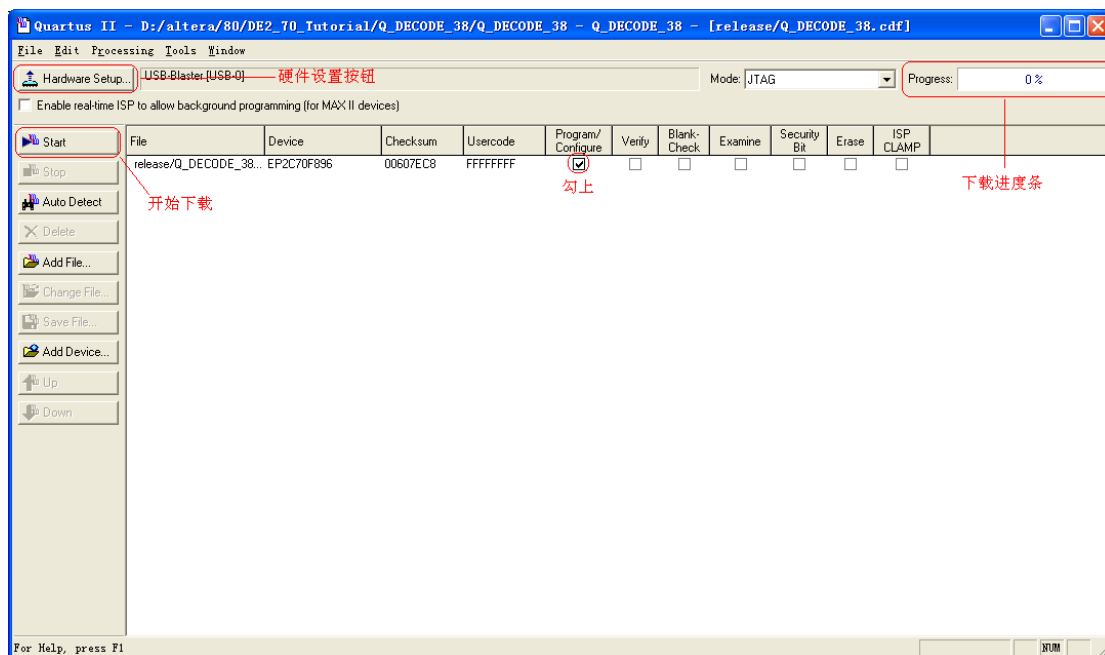 Quartus II - D:/altera/80/DE2_70_Tutorial/Q_DECODE_38/Q_DECODE_38 - Q_DECODE_38 - [release/Q_DECODE_38.cdf]
File Edit Processing Tools Window
Hardware Setup... USB-Blaster [USB-0] 硬件设置按钮 Mode: JTAG Progress: 0 %
Enable real-time ISP to allow background programming (for MAX II devices)
Start
Stop
Auto Detect
Delete
Add File...
Change File...
Save File...
Add Device...
Up
Down
File Device Checksum Usercode Program/Configure Verify Blank-Check Examine Security Bit Erase ISP CLAMP
release/Q_DECODE_38... EP2C70F896 00607EC8 FFFFFFFF
勾上
开始下载
下载进度条
For Help, press F1 NUM